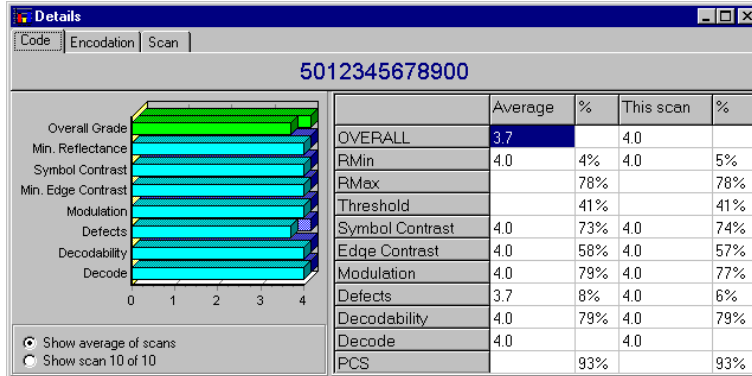 Details
Code Encodation Scan
5012345678900
Overall Grade
Min. Reflectance
Symbol Contrast
Min. Edge Contrast
Modulation
Defects
Decodability
Decode
0 1 2 3 4
Show average of scans
Show scan 10 of 10
Average % This scan %
OVERALL 3.7 4.0
RMin 4.0 4% 4.0 5%
RMax 78% 78%
Threshold 41% 41%
Symbol Contrast 4.0 73% 4.0 74%
Edge Contrast 4.0 58% 4.0 57%
Modulation 4.0 79% 4.0 77%
Defects 3.7 8% 4.0 6%
Decodability 4.0 79% 4.0 79%
Decode 4.0 4.0
PCS 93% 93%